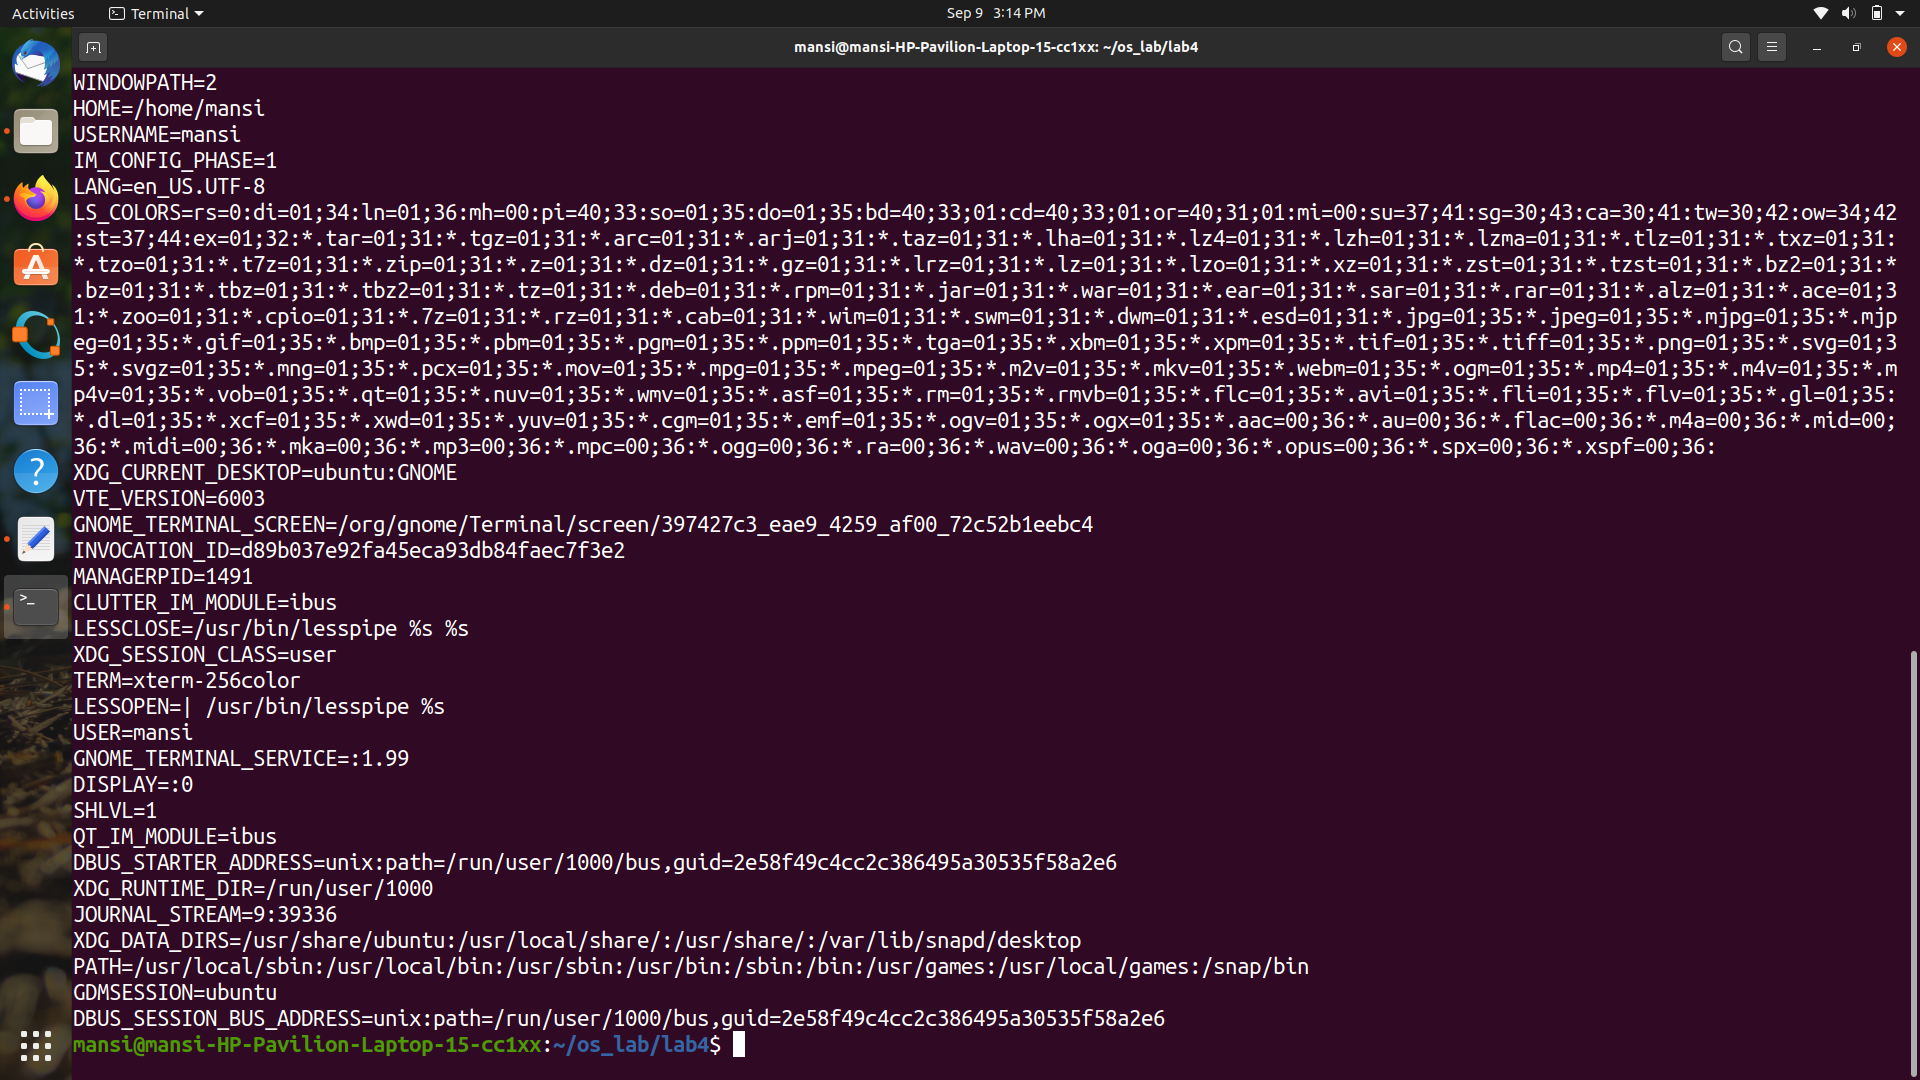 Activities
Terminal
Sep 9 3:14 PM
mansi@mansi-HP-Pavilion-Laptop-15-cc1xx: ~/os_lab/lab4
WINDOWPATH=2
HOME=/home/mansi
USERNAME=mansi
IM_CONFIG_PHASE=1
LANG=en_US.UTF-8
LS_COLORS=rs=0:di=01;34:ln=01;36:mh=00:pi=40;33:so=01;35:do=01;35:bd=40;33;01:cd=40;33;01:or=40;31;01:mi=00:su=37;41:sg=30;43:ca=30;41:tw=30;42:ow=34;42
:st=37;44:ex=01;32:*.tar=01;31:*.tgz=01;31:*.arc=01;31:*.arj=01;31:*.taz=01;31:*.lha=01;31:*.lz4=01;31:*.lzh=01;31:*.lzma=01;31:*.tlz=01;31:*.txz=01;31:
*.tzo=01;31:*.t7z=01;31:*.zip=01;31:*.z=01;31:*.dz=01;31:*.gz=01;31:*.lrz=01;31:*.lz=01;31:*.lzo=01;31:*.xz=01;31:*.zst=01;31:*.tzst=01;31:*.bz2=01;31:*
.bz=01;31:*.tbz=01;31:*.tbz2=01;31:*.tz=01;31:*.deb=01;31:*.rpm=01;31:*.jar=01;31:*.war=01;31:*.ear=01;31:*.sar=01;31:*.rar=01;31:*.alz=01;31:*.ace=01;3
1:*.zoo=01;31:*.cpio=01;31:*.7z=01;31:*.rz=01;31:*.cab=01;31:*.wim=01;31:*.swm=01;31:*.dwm=01;31:*.esd=01;31:*.jpg=01;35:*.jpeg=01;35:*.mjpg=01;35:*.mjp
eg=01;35:*.gif=01;35:*.bmp=01;35:*.pbm=01;35:*.pgm=01;35:*.ppm=01;35:*.tga=01;35:*.xbm=01;35:*.xpm=01;35:*.tif=01;35:*.tiff=01;35:*.png=01;35:*.svg=01;3
5:*.svgz=01;35:*.mng=01;35:*.pcx=01;35:*.mov=01;35:*.mpg=01;35:*.mpeg=01;35:*.m2v=01;35:*.mkv=01;35:*.webm=01;35:*.ogm=01;35:*.mp4=01;35:*.m4v=01;35:*.m
p4v=01;35:*.vob=01;35:*.qt=01;35:*.nuv=01;35:*.wmv=01;35:*.asf=01;35:*.rm=01;35:*.rmvb=01;35:*.flc=01;35:*.avi=01;35:*.fli=01;35:*.flv=01;35:*.gl=01;35:
*.dl=01;35:*.xcf=01;35:*.xwd=01;35:*.yuv=01;35:*.cgm=01;35:*.emf=01;35:*.ogv=01;35:*.ogx=01;35:*.aac=00;36:*.au=00;36:*.flac=00;36:*.m4a=00;36:*.mid=00;
36:*.midi=00;36:*.mka=00;36:*.mp3=00;36:*.mpc=00;36:*.ogg=00;36:*.ra=00;36:*.wav=00;36:*.oga=00;36:*.opus=00;36:*.spx=00;36:*.xspf=00;36:
XDG_CURRENT_DESKTOP=ubuntu:GNOME
VTE_VERSION=6003
GNOME_TERMINAL_SCREEN=/org/gnome/Terminal/screen/397427c3_eae9_4259_af00_72c52b1eebc4
INVOCATION_ID=d89b037e92fa45eca93db84faec7f3e2
MANAGERPID=1491
CLUTTER_IM_MODULE=ibus
LESSCLOSE=/usr/bin/lesspipe %s %s
XDG_SESSION_CLASS=user
TERM=xterm-256color
LESSOPEN=| /usr/bin/lesspipe %s
USER=mansi
GNOME_TERMINAL_SERVICE=:1.99
DISPLAY=:0
SHLVL=1
QT_IM_MODULE=ibus
DBUS_STARTER_ADDRESS=unix:path=/run/user/1000/bus,guid=2e58f49c4cc2c386495a30535f58a2e6
XDG_RUNTIME_DIR=/run/user/1000
JOURNAL_STREAM=9:39336
XDG_DATA_DIRS=/usr/share/ubuntu:/usr/local/share/:/usr/share/:/var/lib/snapd/desktop
PATH=/usr/local/sbin:/usr/local/bin:/usr/sbin:/usr/bin:/sbin:/bin:/usr/games:/usr/local/games:/snap/bin
GDMSESSION=ubuntu
DBUS_SESSION_BUS_ADDRESS=unix:path=/run/user/1000/bus,guid=2e58f49c4cc2c386495a30535f58a2e6
mansi@mansi-HP-Pavilion-Laptop-15-cc1xx:~/os_lab/lab4$